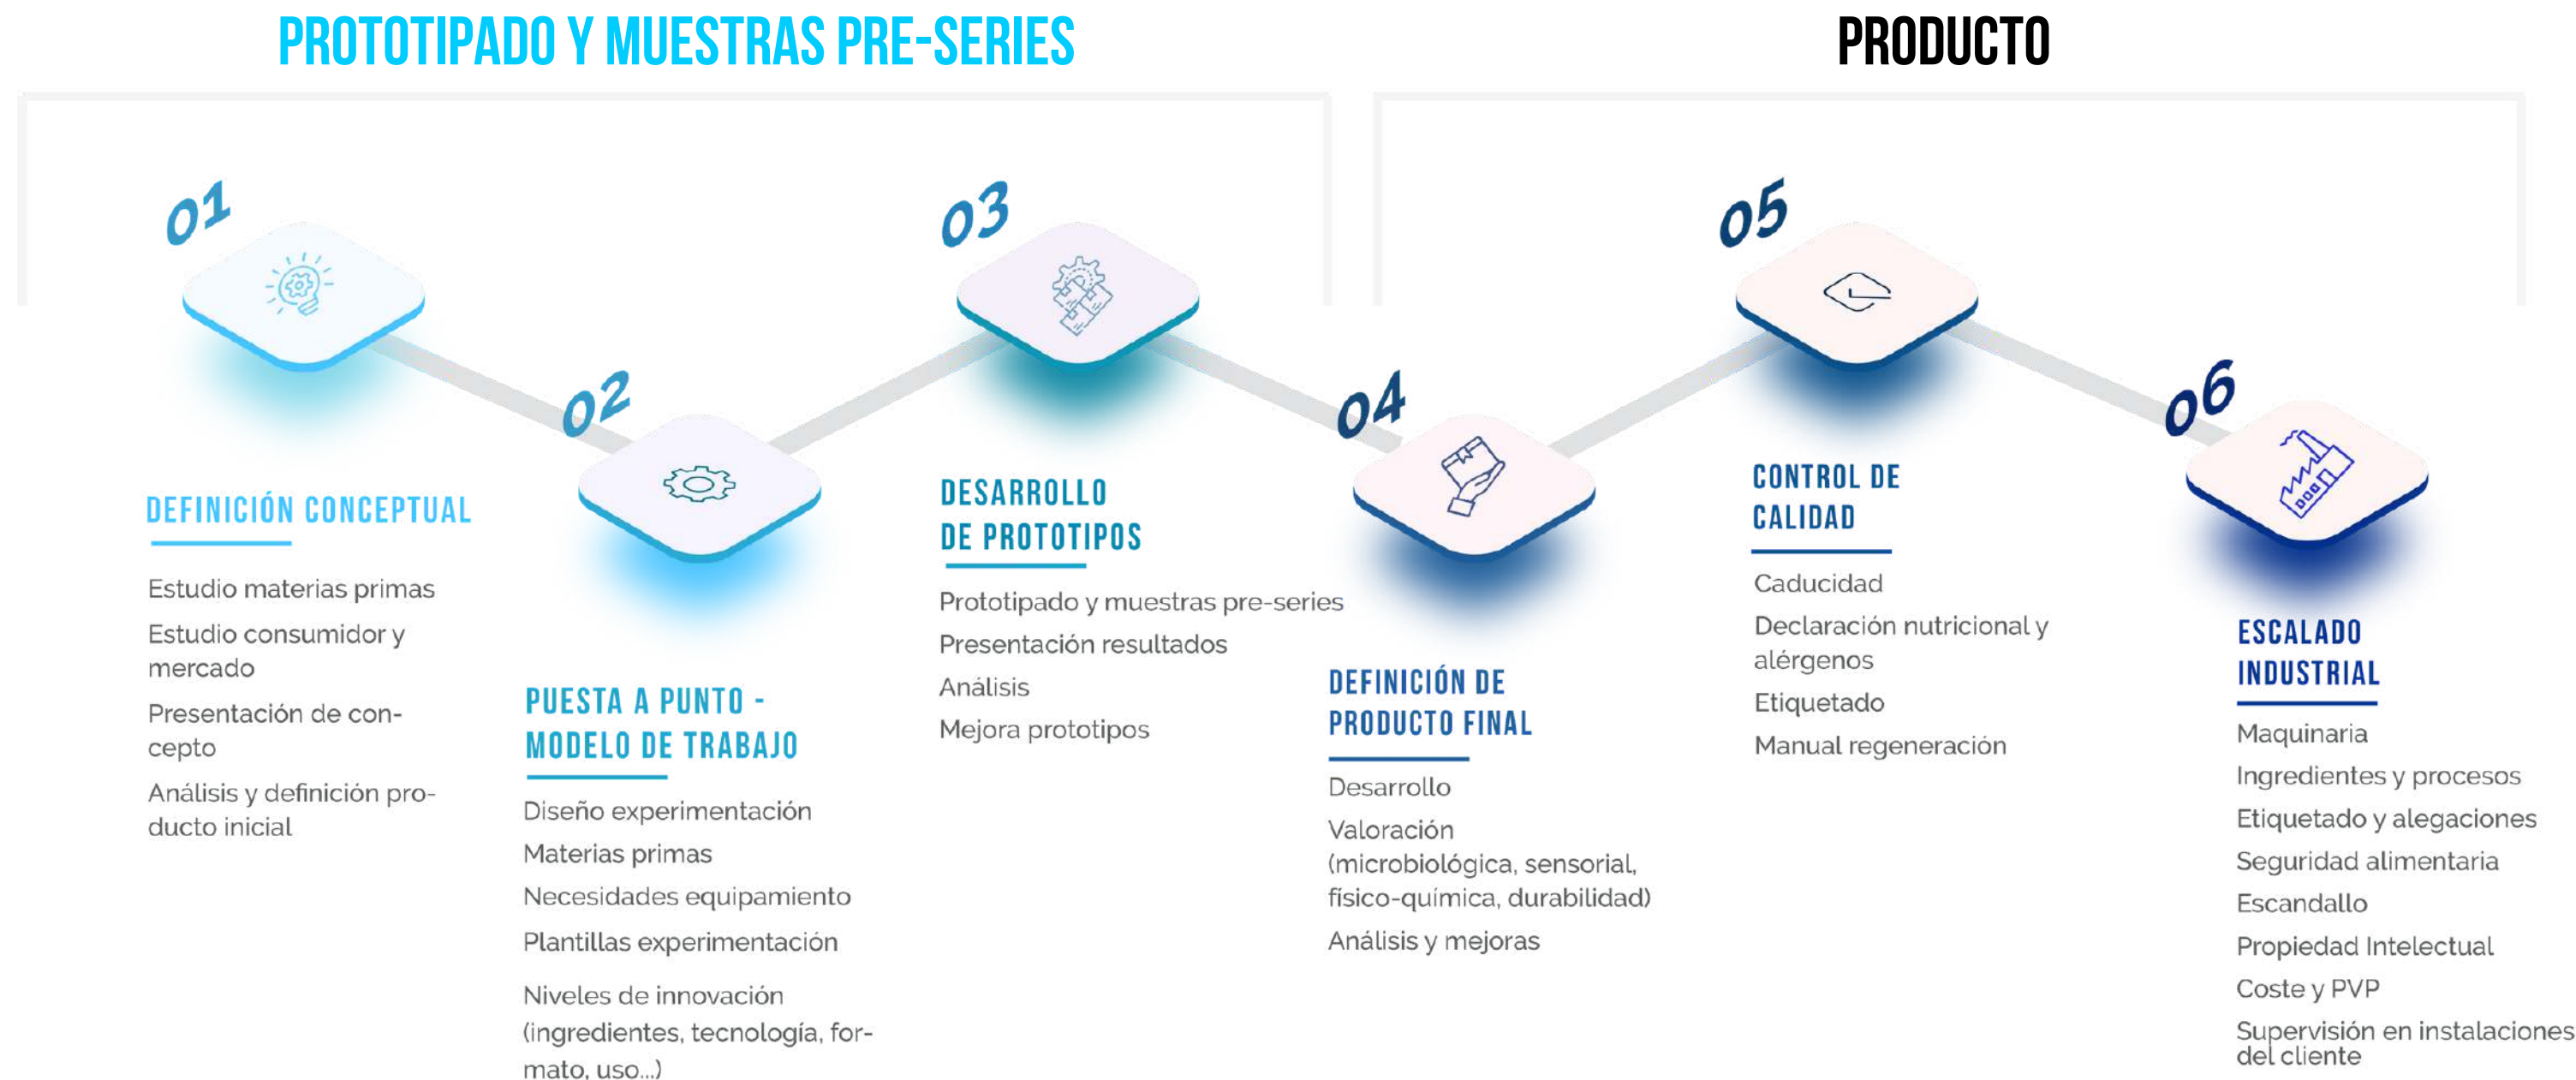 PROTOTIPADO Y MUESTRAS PRE-SERIES
PRODUCTO
01
DEFINICIÓN CONCEPTUAL
Estudio materias primas
Estudio consumidor y
mercado
Presentación de con-
cepto
Análisis y definición pro-
ducto inicial
02
PUESTA A PUNTO -
MODELO DE TRABAJO
Diseño experimentación
Materias primas
Necesidades equipamiento
Plantillas experimentación
Niveles de innovación
(ingredientes, tecnología, for-
mato, uso...)
03
DESARROLLO
DE PROTOTIPOS
Prototipado y muestras pre-series
Presentación resultados
Análisis
Mejora prototipos
04
DEFINICIÓN DE
PRODUCTO FINAL
Desarrollo
Valoración
(microbiológica, sensorial,
físico-química, durabilidad)
Análisis y mejoras
05
CONTROL DE
CALIDAD
Caducidad
Declaración nutricional y
alérgenos
Etiquetado
Manual regeneración
06
ESCALADO
INDUSTRIAL
Maquinaria
Ingredientes y procesos
Etiquetado y alegaciones
Seguridad alimentaria
Escandallo
Propiedad Intelectual
Coste y PVP
Supervisión en instalaciones
del cliente